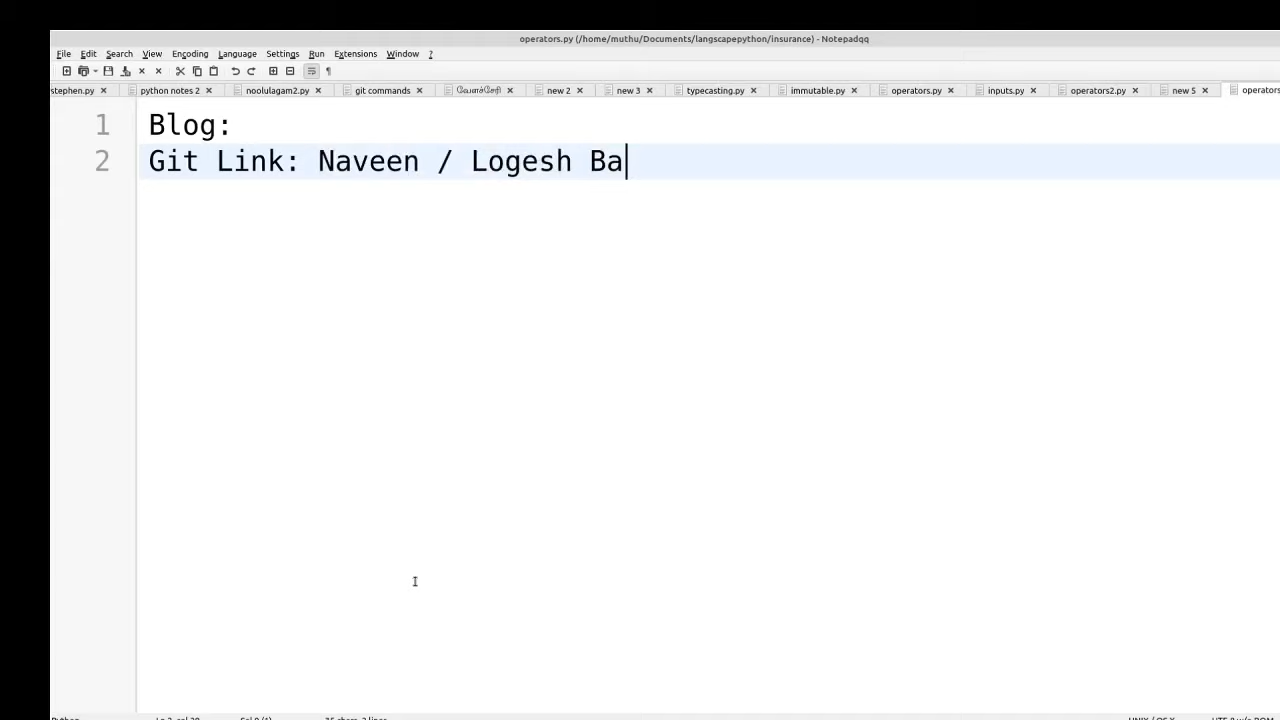 operators.py (/home/muthu/Documents/langscapepython/insurance) - Notepadqq
File Edit Search View Encoding Language Settings Run Extensions Window ?
stephen.py python notes 2 noolulagam2.py git commands new 2 new 3 typecasting.py immutable.py operators.py inputs.py operators2.py new 5 operators
1 Blog:
2 Git Link: Naveen / Logesh Ba